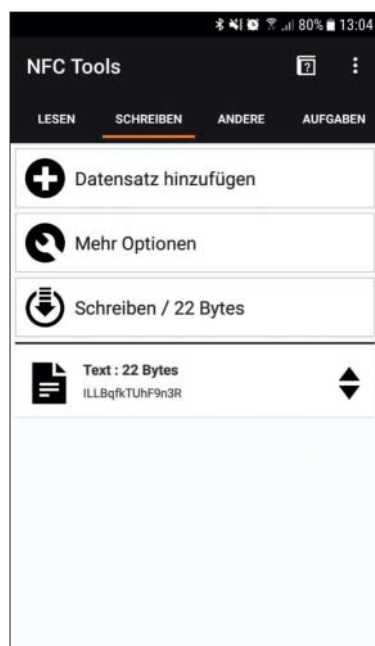 80% 13:04
NFC Tools
LESEN SCHREIBEN ANDERE AUFGABEN
Datensatz hinzufügen
Mehr Optionen
Schreiben / 22 Bytes
Text : 22 Bytes
ILLBqfkTUhF9n3R